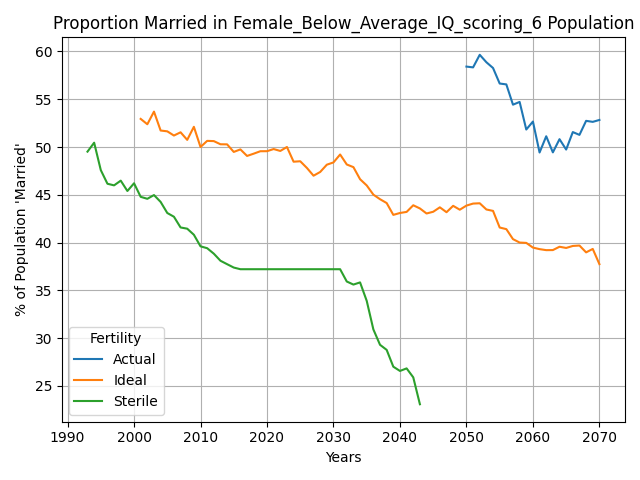 Proportion Married in Female_Below_Average_IQ_scoring_6 Population
% of Population 'Married'
60
55
50
45
40
35
30
25
Fertility
Actual
Ideal
Sterile
1990 2000 2010 2020 2030 2040 2050 2060 2070
Years